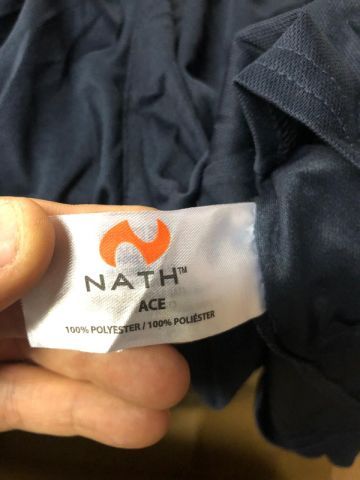 NATH™
ACE
100% POLYESTER / 100% POLIÉSTER